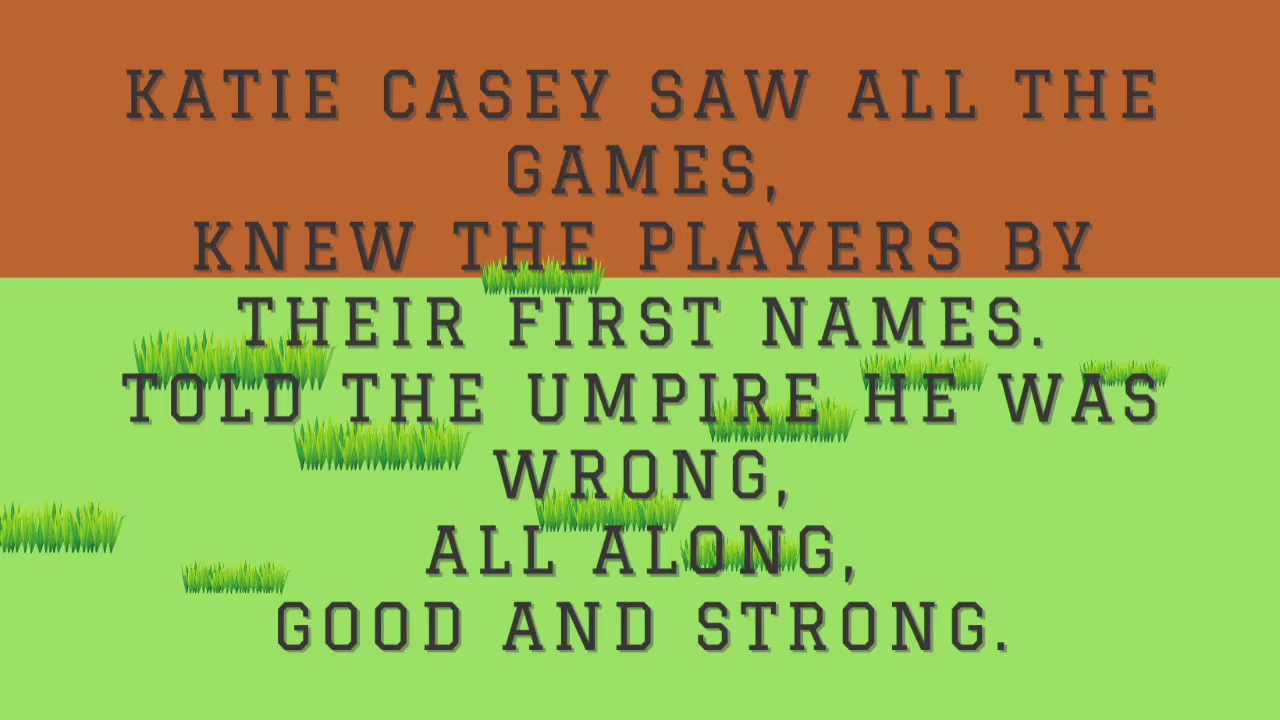 KATIE CASEY SAW ALL THE
GAMES,
KNEW THE PLAYERS BY
THEIR FIRST NAMES.
TOLD THE UMPIRE HE WAS
WRONG,
ALL ALONG,
GOOD AND STRONG.